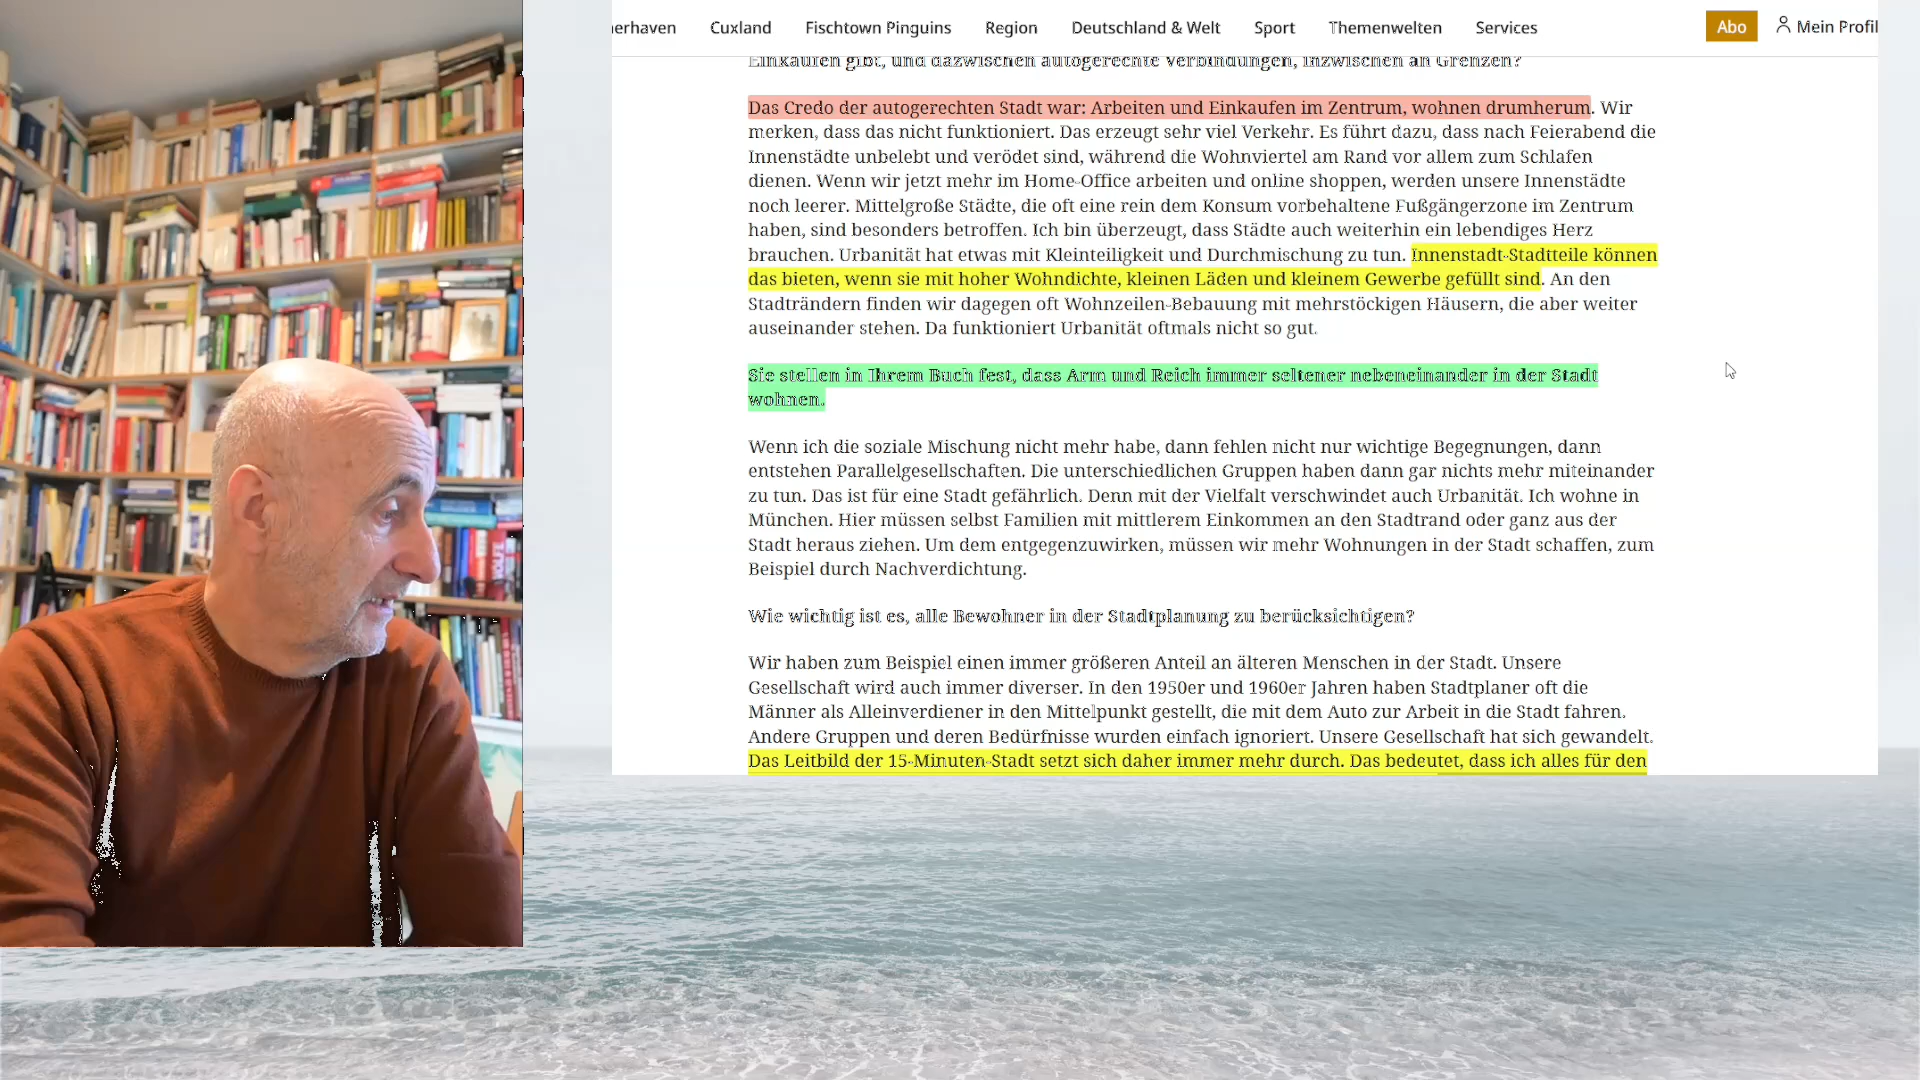 erhaven Cuxland Fischtown Pinguins Region Deutschland & Welt Sport Themenwelten Services Abo Mein Profil
Einkaufen gibt, und dazwischen autogerechte Verbindungen, inzwischen an Grenzen?
Das Credo der autogerechten Stadt war: Arbeiten und Einkaufen im Zentrum, wohnen drumherum. Wir
merken, dass das nicht funktioniert. Das erzeugt sehr viel Verkehr. Es führt dazu, dass nach Feierabend die
Innenstädte unbelebt und verödet sind, während die Wohnviertel am Rand vor allem zum Schlafen
dienen. Wenn wir jetzt mehr im Home-Office arbeiten und online shoppen, werden unsere Innenstädte
noch leerer. Mittelgroße Städte, die oft eine rein dem Konsum vorbehaltene Fußgängerzone im Zentrum
haben, sind besonders betroffen. Ich bin überzeugt, dass Städte auch weiterhin ein lebendiges Herz
brauchen. Urbanität hat etwas mit Kleinteiligkeit und Durchmischung zu tun. Innenstadt-Stadtteile können
das bieten, wenn sie mit hoher Wohndichte, kleinen Läden und kleinem Gewerbe gefüllt sind. An den
Stadträndern finden wir dagegen oft Wohnzeilen-Bebauung mit mehrstöckigen Häusern, die aber weiter
auseinander stehen. Da funktioniert Urbanität oftmals nicht so gut.
Sie stellen in Ihrem Buch fest, dass Arm und Reich immer seltener nebeneinander in der Stadt
wohnen.
Wenn ich die soziale Mischung nicht mehr habe, dann fehlen nicht nur wichtige Begegnungen, dann
entstehen Parallelgesellschaften. Die unterschiedlichen Gruppen haben dann gar nichts mehr miteinander
zu tun. Das ist für eine Stadt gefährlich. Denn mit der Vielfalt verschwindet auch Urbanität. Ich wohne in
München. Hier müssen selbst Familien mit mittlerem Einkommen an den Stadtrand oder ganz aus der
Stadt heraus ziehen. Um dem entgegenzuwirken, müssen wir mehr Wohnungen in der Stadt schaffen, zum
Beispiel durch Nachverdichtung.
Wie wichtig ist es, alle Bewohner in der Stadtplanung zu berücksichtigen?
Wir haben zum Beispiel einen immer größeren Anteil an älteren Menschen in der Stadt. Unsere
Gesellschaft wird auch immer diverser. In den 1950er und 1960er Jahren haben Stadtplaner oft die
Männer als Alleinverdiener in den Mittelpunkt gestellt, die mit dem Auto zur Arbeit in die Stadt fahren.
Andere Gruppen und deren Bedürfnisse wurden einfach ignoriert. Unsere Gesellschaft hat sich gewandelt.
Das Leitbild der 15-Minuten-Stadt setzt sich daher immer mehr durch. Das bedeutet, dass ich alles für den